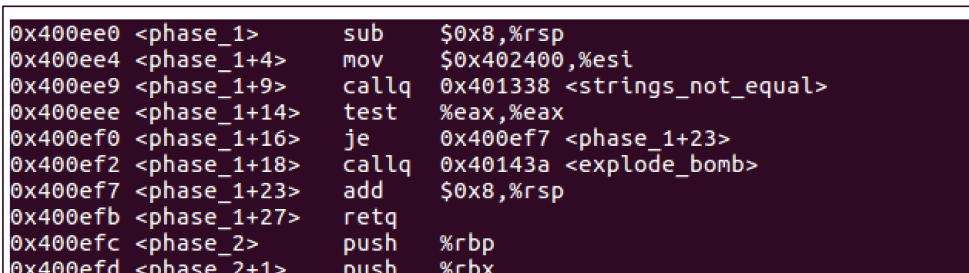 0x400ee0 <phase_1> sub $0x8,%rsp
0x400ee4 <phase_1+4> mov $0x402400,%esi
0x400ee9 <phase_1+9> callq 0x401338 <strings_not_equal>
0x400eee <phase_1+14> test %eax,%eax
0x400ef0 <phase_1+16> je 0x400ef7 <phase_1+23>
0x400ef2 <phase_1+18> callq 0x40143a <explode_bomb>
0x400ef7 <phase_1+23> add $0x8,%rsp
0x400efb <phase_1+27> retq
0x400efc <phase_2> push %rbp
0x400efd <phase_2+1> push %rbx